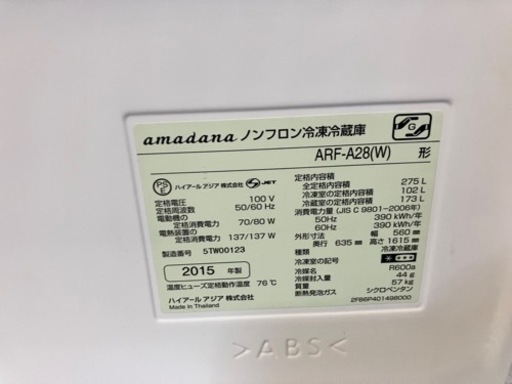 amadana ノンフロン冷凍冷蔵庫
ARF-A28(W) 形
G
PS
E
ハイアール アジア 株式会社 JET
定格電圧 100 V
定格周波数 50/60 Hz
電動機の
定格消費電力 70/80 W
電熱装置の
定格消費電力 137/137 W
製造番号 5TW00123
2015 年製
温度ヒューズ定格動作温度 76℃
ハイアール アジア 株式会社
Made in Thailand
定格内容積
全定格内容積 275 L
冷凍室の定格内容積 102 L
冷蔵室の定格内容積 173 L
消費電力量 (JIS C 9801-2006年)
50Hz 390 kWh/年
60Hz 390 kWh/年
外形寸法 幅 560 mm
奥行 635 mm 高さ 1615 mm
種類 冷凍冷蔵庫
冷凍室の記号
冷媒 R600a
冷媒封入量 44 g
質量 57 kg
断熱発泡ガス シクロペンタン
2FB6P401498000
>ABS<